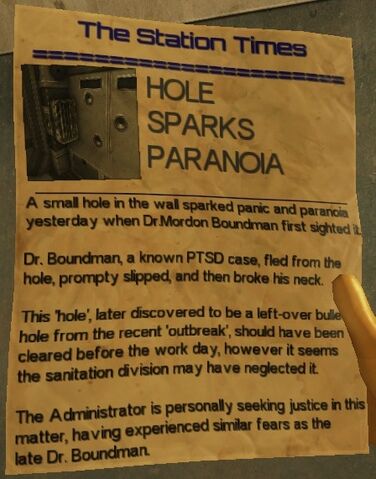 The Station Times
HOLE
SPARKS
PARANOIA
A small hole in the wall sparked panic and paranoia
yesterday when Dr.Mordon Boundman first sighted it.
Dr. Boundman, a known PTSD case, fled from the
hole, prompty slipped, and then broke his neck.
This 'hole', later discovered to be a left-over bulle
hole from the recent 'outbreak', should have been
cleared before the work day, however it seems
the sanitation division may have neglected it.
The Administrator is personally seeking justice in this
matter, having experienced similar fears as the
late Dr. Boundman.